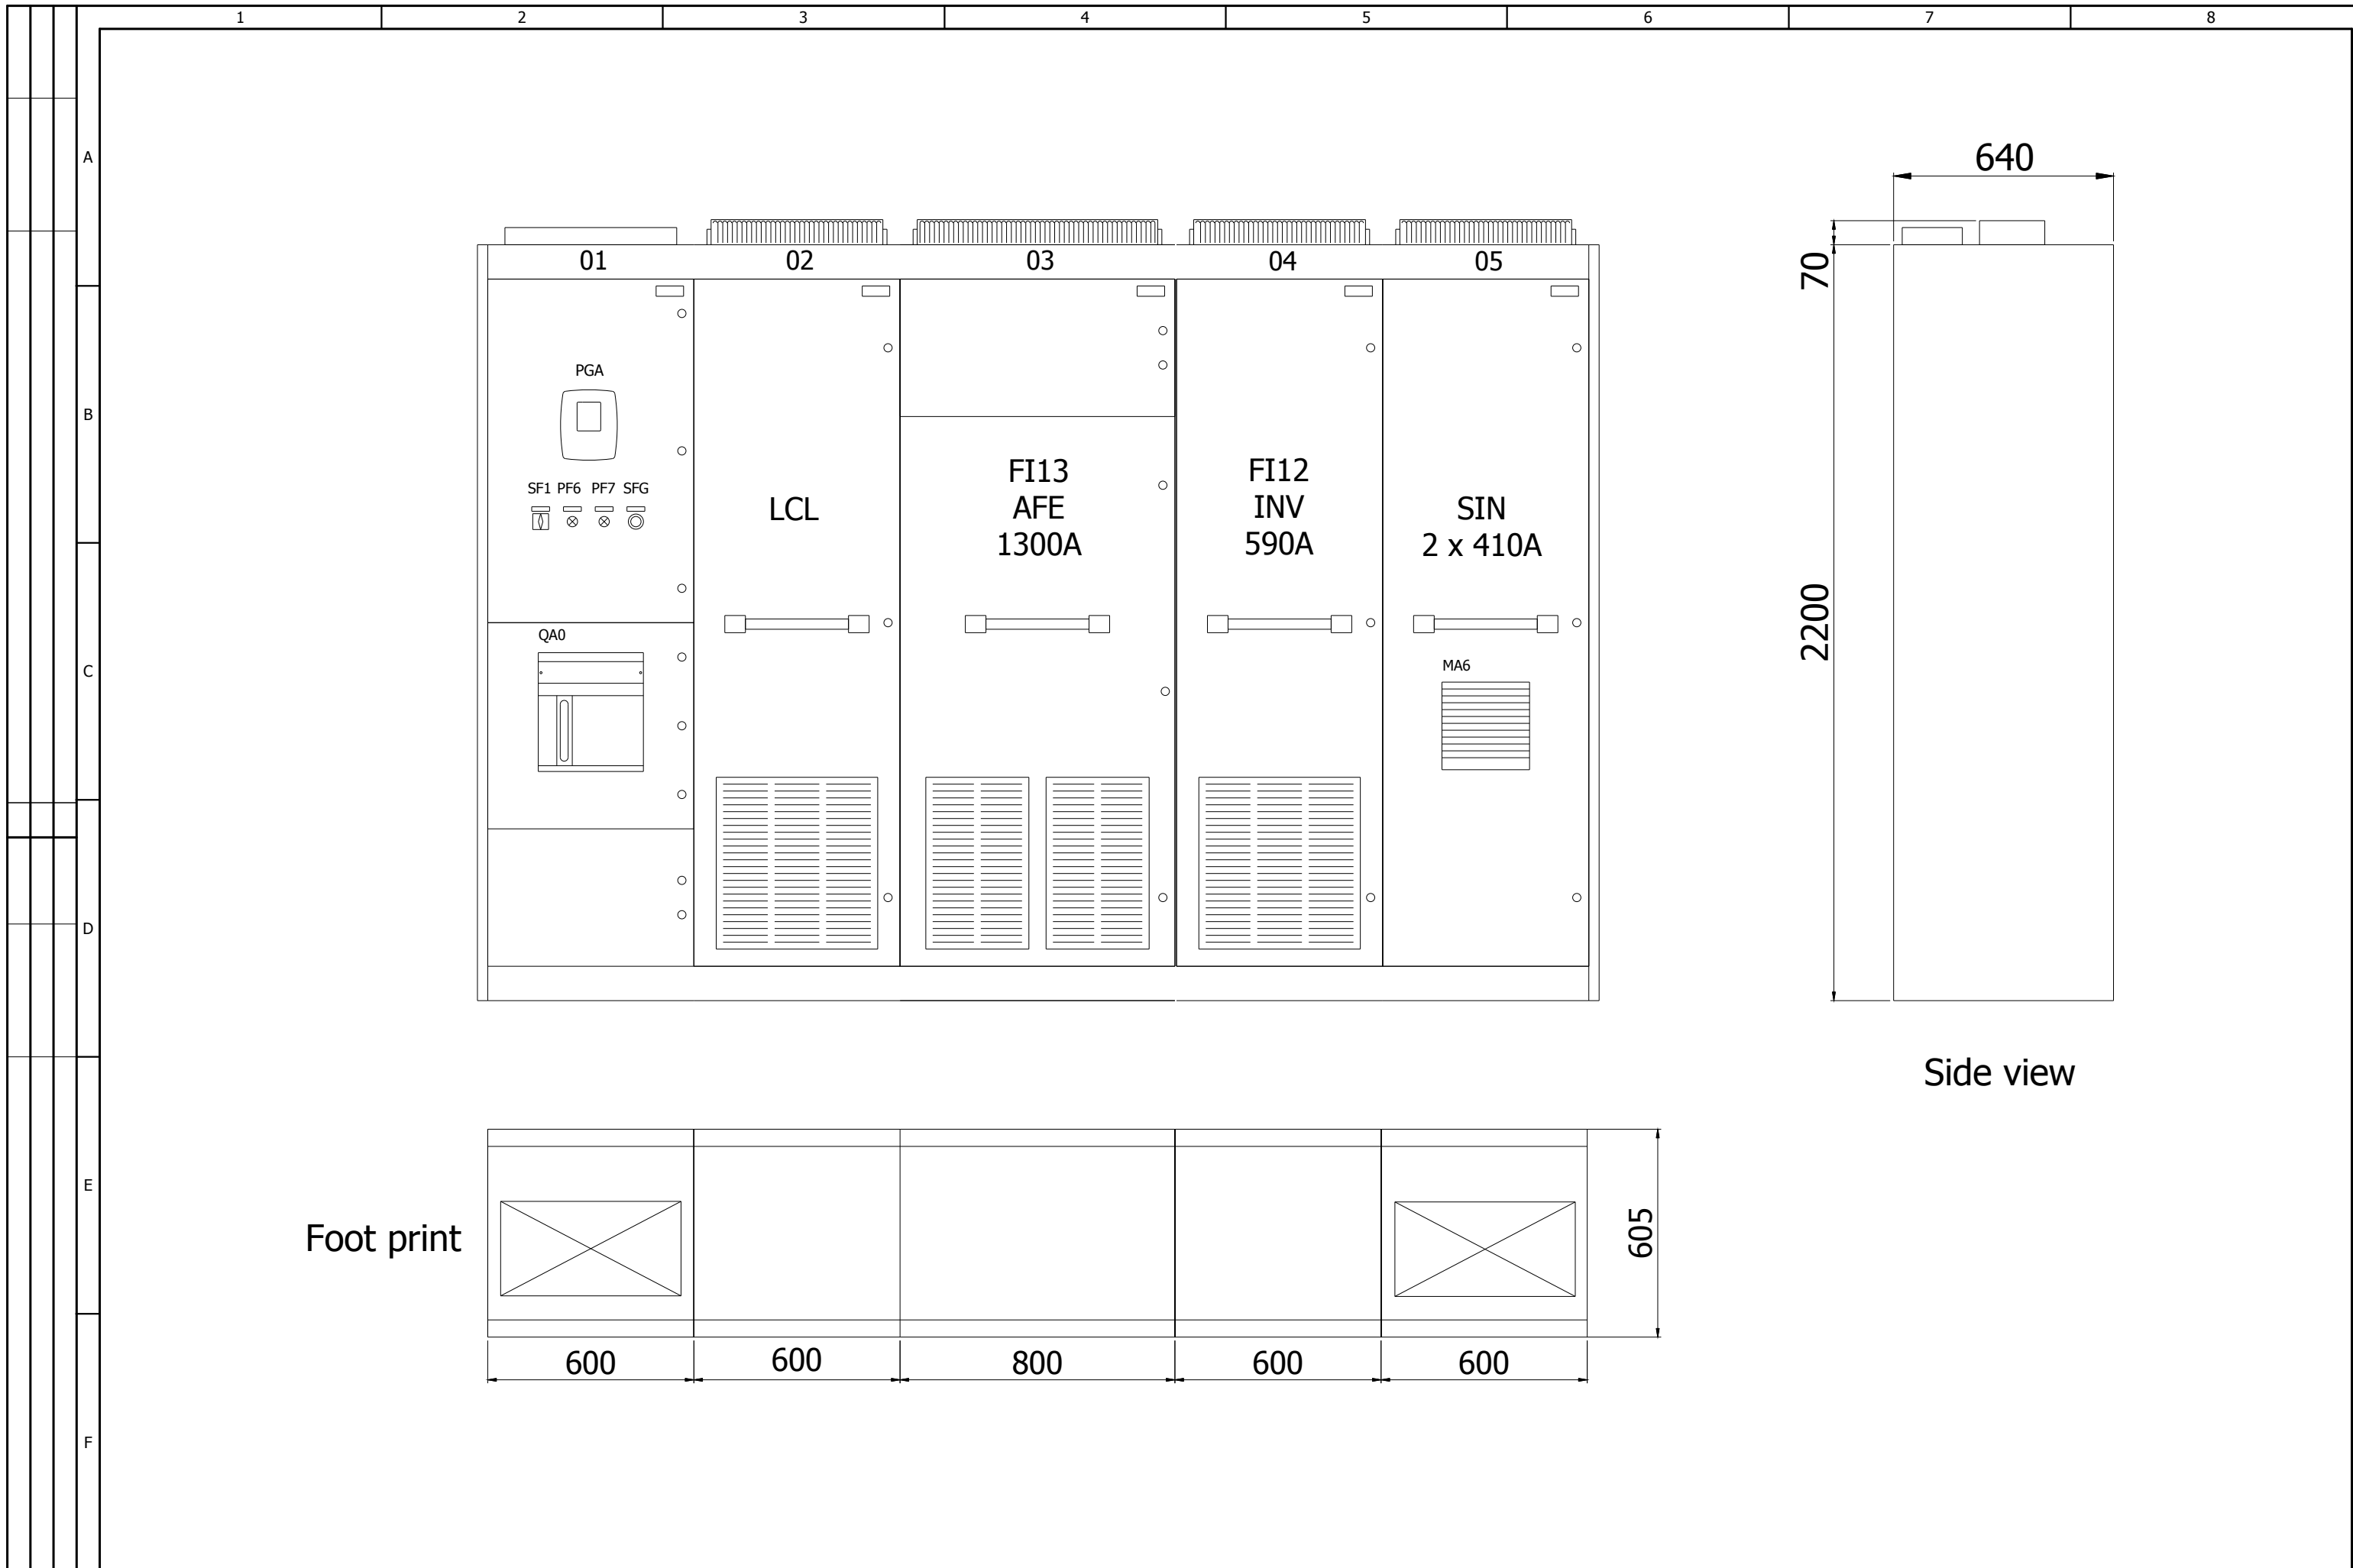 1 2 3 4 5 6 7 8
A
B
C
D
E
F
640
70
2200
01 02 03 04 05
PGA
SF1 PF6 PF7 SFG
QA0
LCL
FI13
AFE
1300A
FI12
INV
590A
SIN
2 x 410A
MA6
Side view
Foot print
605
600 600 800 600 600